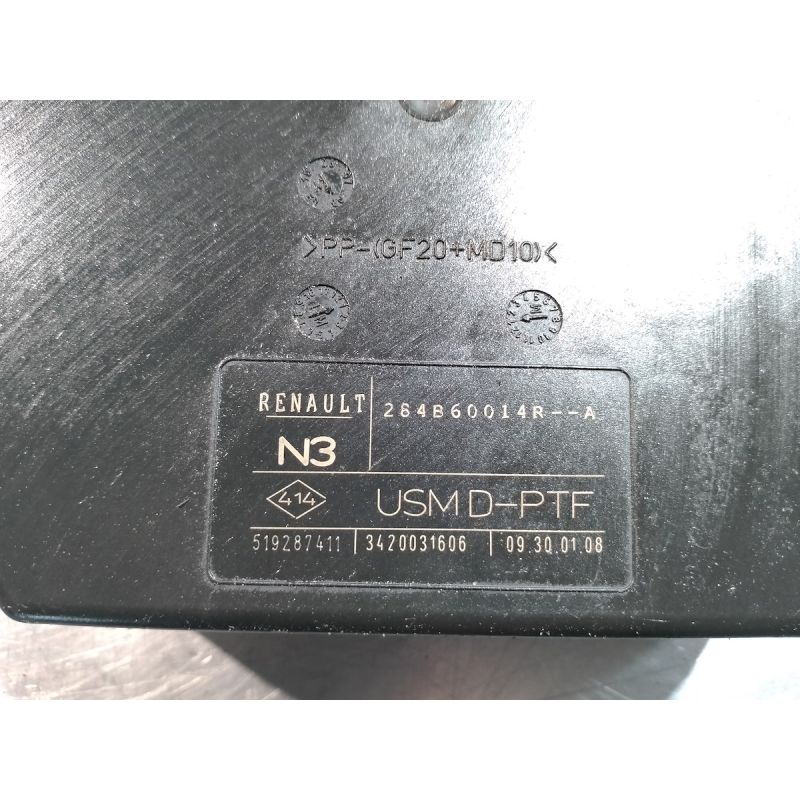 >PP-(GF20+MD10)<
RENAULT 284B60014R--A
N3
414 USM D-PTF
519287411 3420031606 09.30.01.08